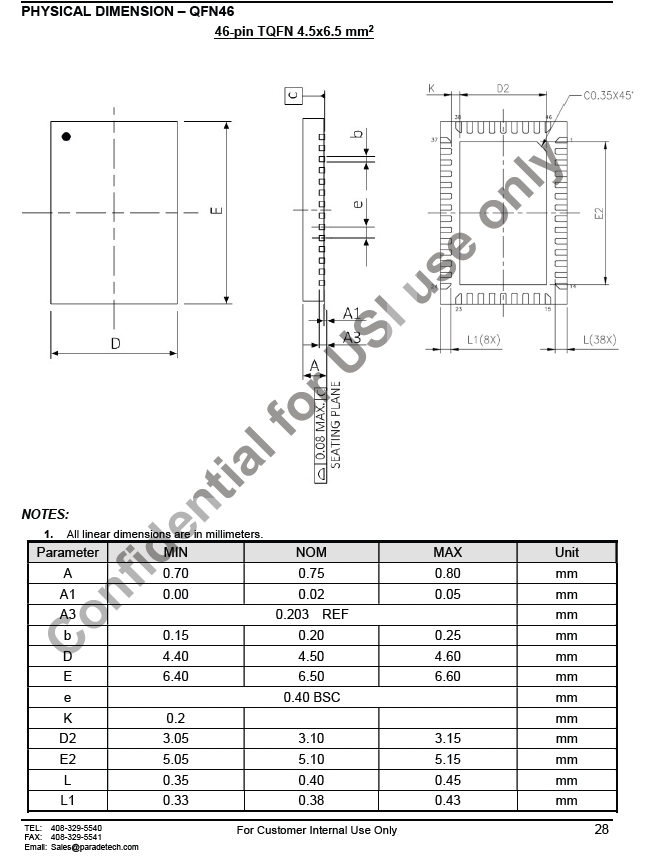 PHYSICAL DIMENSION – QFN46
46-pin TQFN 4.5x6.5 mm2
C
K
D2
C0.35X45°
38
46
37
1
b
e
E
E2
24
14
23
15
D
A1
A3
A
L1(8X)
L(38X)
0.08 MAX. C
SEATING PLANE
Confidential for USI use only
NOTES:
1. All linear dimensions are in millimeters.
Parameter MIN NOM MAX Unit
A 0.70 0.75 0.80 mm
A1 0.00 0.02 0.05 mm
A3 0.203 REF mm
b 0.15 0.20 0.25 mm
D 4.40 4.50 4.60 mm
E 6.40 6.50 6.60 mm
e 0.40 BSC mm
K 0.2 mm
D2 3.05 3.10 3.15 mm
E2 5.05 5.10 5.15 mm
L 0.35 0.40 0.45 mm
L1 0.33 0.38 0.43 mm
TEL: 408-329-5540
FAX: 408-329-5541
Email: Sales@paradetech.com
For Customer Internal Use Only
28